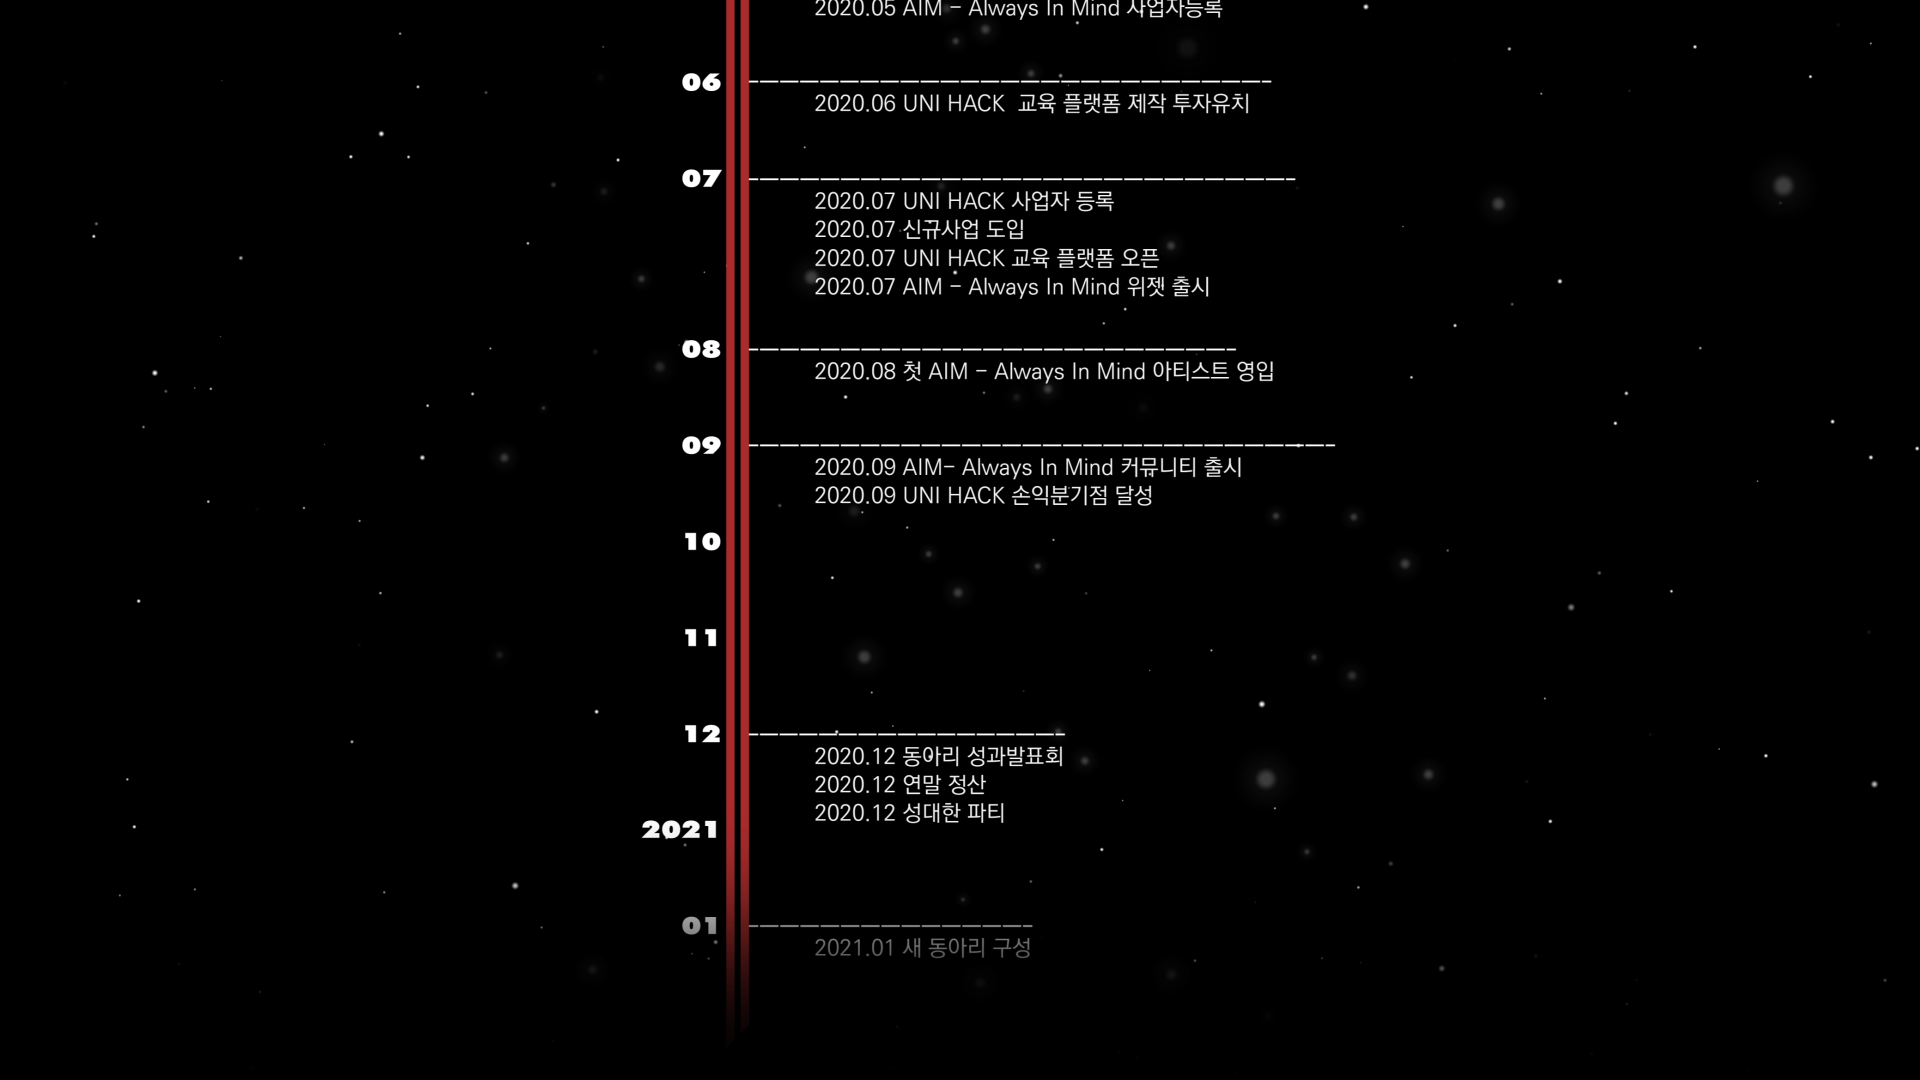 2020.05 AIM - Always In Mind 사업자등록
06
2020.06 UNI HACK  교육 플랫폼 제작 투자유치
07
2020.07 UNI HACK 사업자 등록
2020.07 신규사업 도입
2020.07 UNI HACK 교육 플랫폼 오픈
2020.07 AIM - Always In Mind 위젯 출시
08
2020.08 첫 AIM - Always In Mind 아티스트 영입
09
2020.09 AIM- Always In Mind 커뮤니티 출시
2020.09 UNI HACK 손익분기점 달성
10
11
12
2020.12 동아리 성과발표회
2020.12 연말 정산
2020.12 성대한 파티
2021
01
2021.01 새 동아리 구성